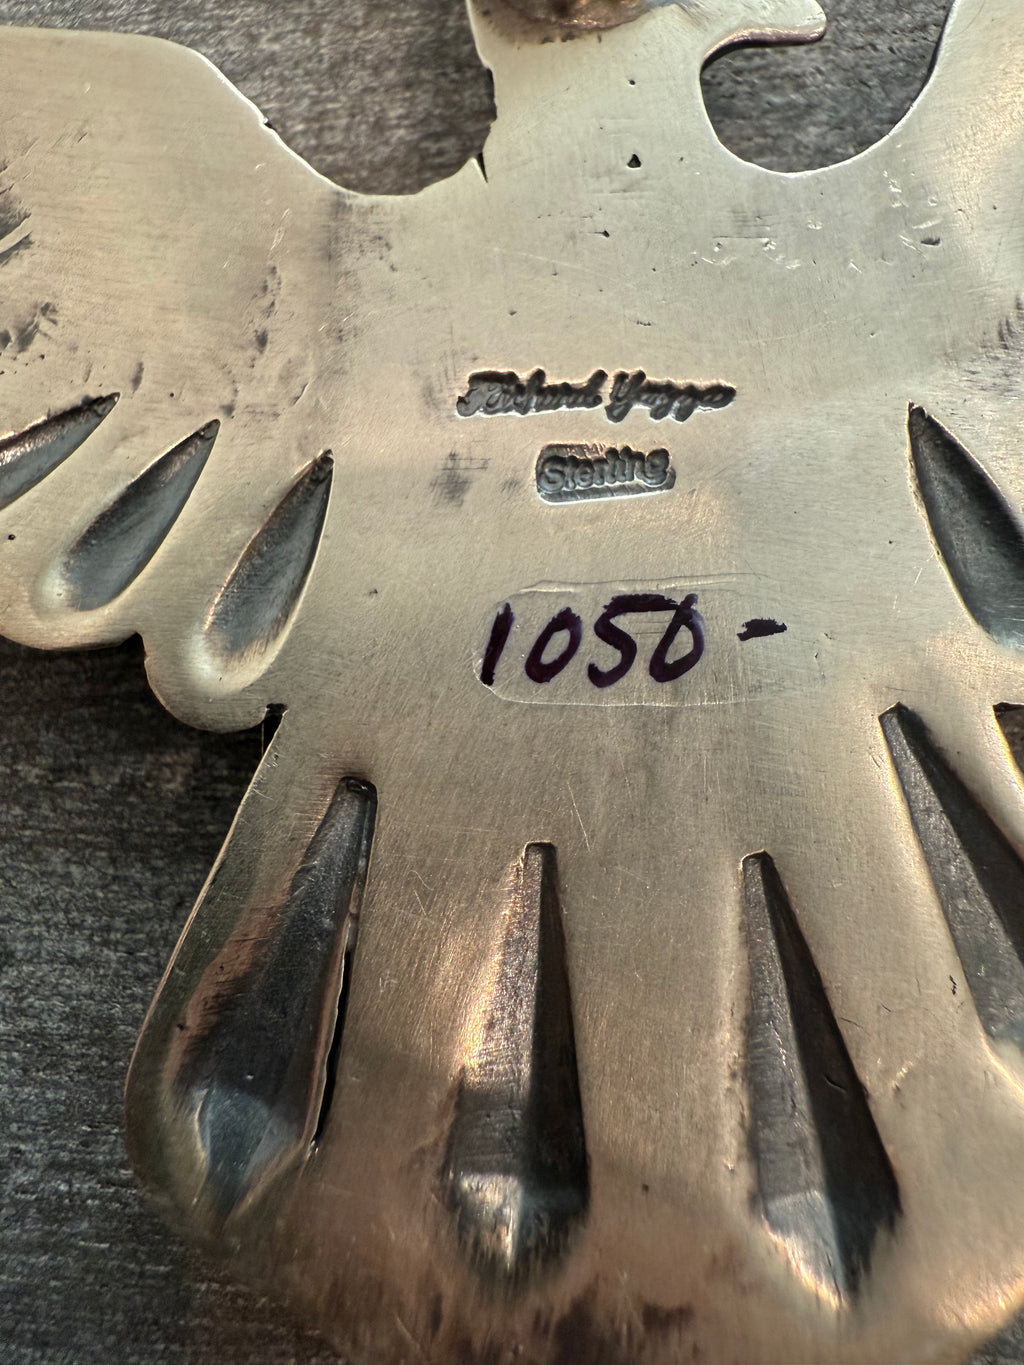 Richard Yazzie
Sterling
1050-